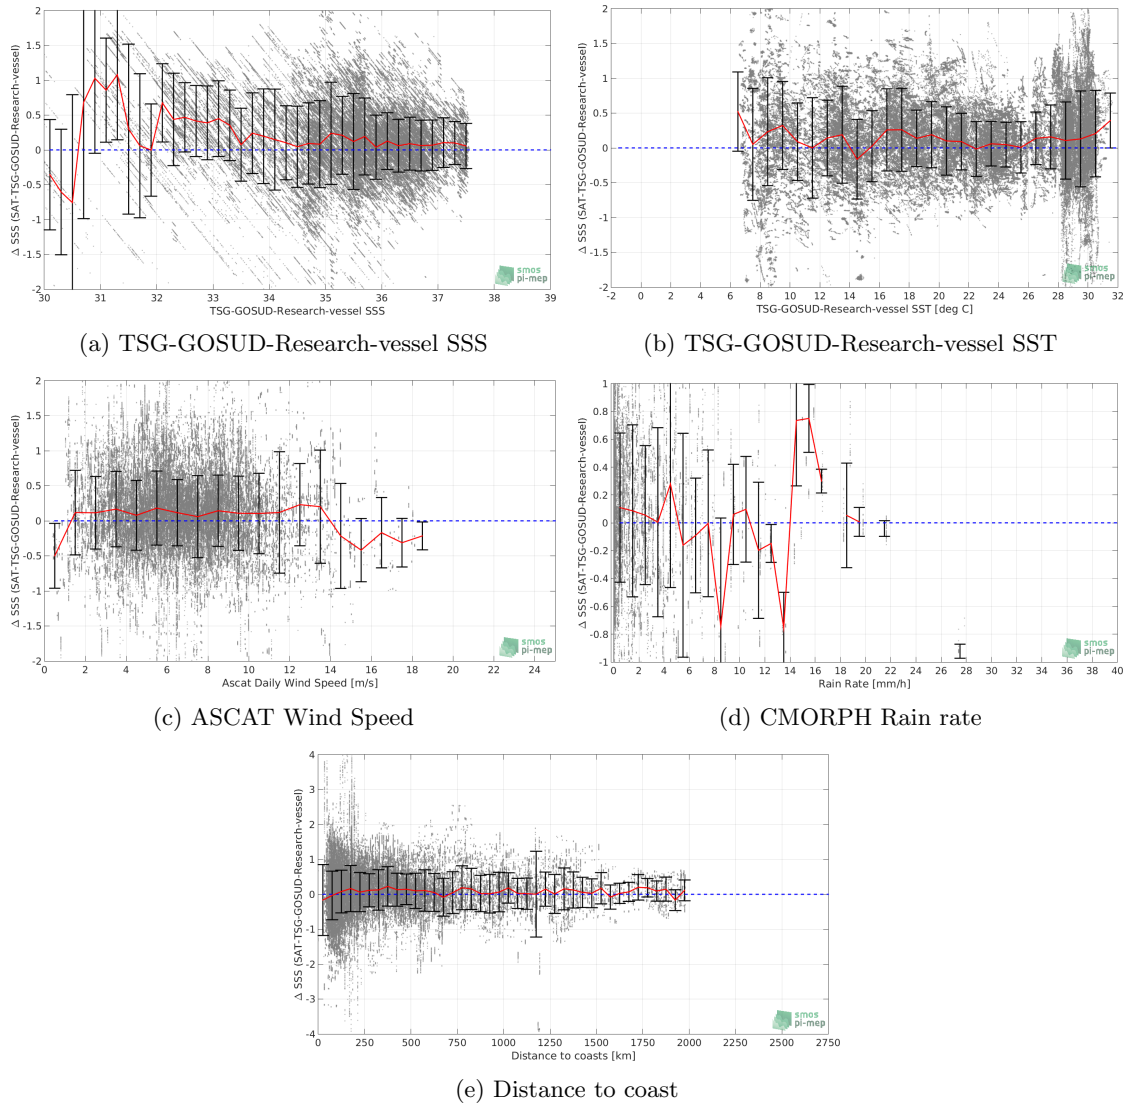 2
1.5
1
0.5
0
-0.5
-1
-1.5
-2
Δ SSS (SAT-TSG-GOSUD-Research-vessel)
30 31 32 33 34 35 36 37 38 39
TSG-GOSUD-Research-vessel SSS
smos
pi-mep
(a) TSG-GOSUD-Research-vessel SSS
2
1.5
1
0.5
0
-0.5
-1
-1.5
-2
Δ SSS (SAT-TSG-GOSUD-Research-vessel)
-2 0 2 4 6 8 10 12 14 16 18 20 22 24 26 28 30 32
TSG-GOSUD-Research-vessel SST [deg C]
smos
pi-mep
(b) TSG-GOSUD-Research-vessel SST
2
1.5
1
0.5
0
-0.5
-1
-1.5
-2
Δ SSS (SAT-TSG-GOSUD-Research-vessel)
0 2 4 6 8 10 12 14 16 18 20 22 24
Ascat Daily Wind Speed [m/s]
smos
pi-mep
(c) ASCAT Wind Speed
1
0.8
0.6
0.4
0.2
0
-0.2
-0.4
-0.6
-0.8
-1
Δ SSS (SAT-TSG-GOSUD-Research-vessel)
0 2 4 6 8 10 12 14 16 18 20 22 24 26 28 30 32 34 36 38 40
Rain Rate [mm/h]
smos
pi-mep
(d) CMORPH Rain rate
4
3
2
1
0
-1
-2
-3
-4
Δ SSS (SAT-TSG-GOSUD-Research-vessel)
0 250 500 750 1000 1250 1500 1750 2000 2250 2500 2750
Distance to coasts [km]
smos
pi-mep
(e) Distance to coast